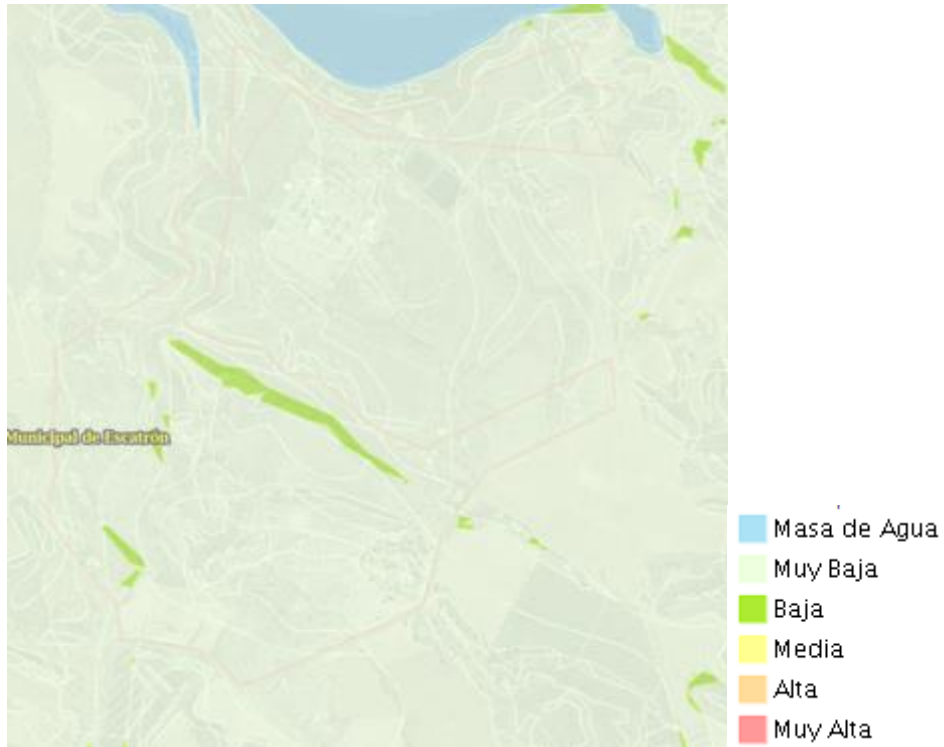 Municipal de Escatrón
Masa de Agua
Muy Baja
Baja
Media
Alta
Muy Alta